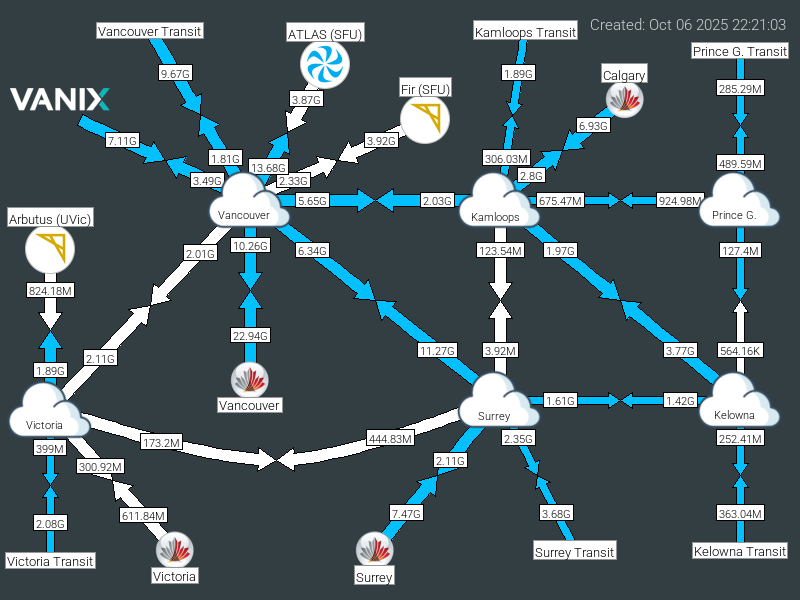 Created: Oct 06 2025 22:21:03
Vancouver Transit
ATLAS (SFU)
Kamloops Transit
Prince G. Transit
9.67G
1.89G
Calgary
285.29M
VANIX
3.87G
Fir (SFU)
6.93G
7.11G
3.92G
1.81G
306.03M
489.59M
13.68G
2.33G
2.8G
3.49G
5.65G
2.03G
675.47M
924.98M
Vancouver
Kamloops
Prince G.
Arbutus (UVic)
10.26G
2.01G
6.34G
123.54M
1.97G
127.4M
824.18M
22.94G
2.11G
11.27G
3.92M
3.77G
564.16K
1.89G
Vancouver
1.61G
1.42G
Victoria
Surrey
Kelowna
399M
173.2M
444.83M
2.35G
252.41M
300.92M
2.11G
2.08G
611.84M
7.47G
3.68G
363.04M
Victoria Transit
Victoria
Surrey
Surrey Transit
Kelowna Transit